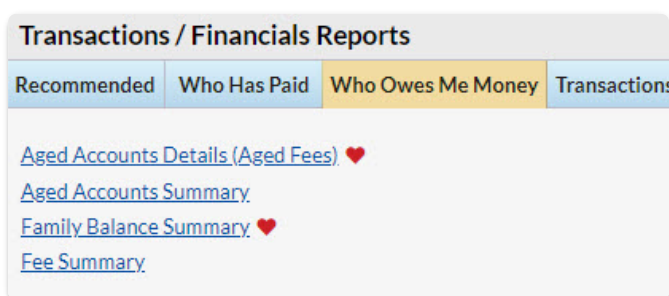 Transactions / Financials Reports
Recommended Who Has Paid Who Owes Me Money Transactions
Aged Accounts Details (Aged Fees)
Aged Accounts Summary
Family Balance Summary
Fee Summary